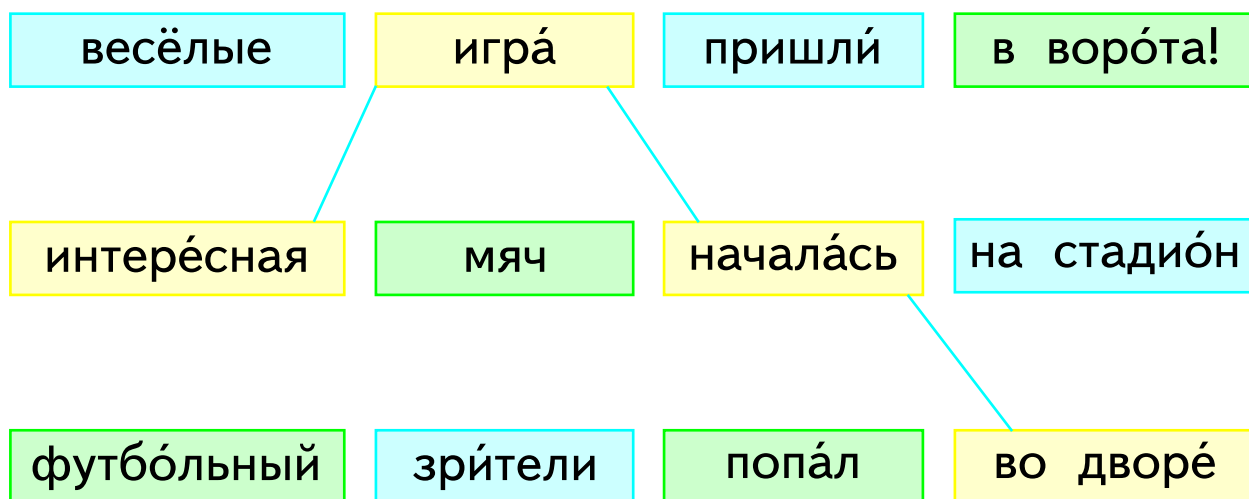 весёлые игра́ пришли́ в воро́та!
интере́сная мяч начала́сь на стадио́н
футбо́льный зри́тели попа́л во дворе́